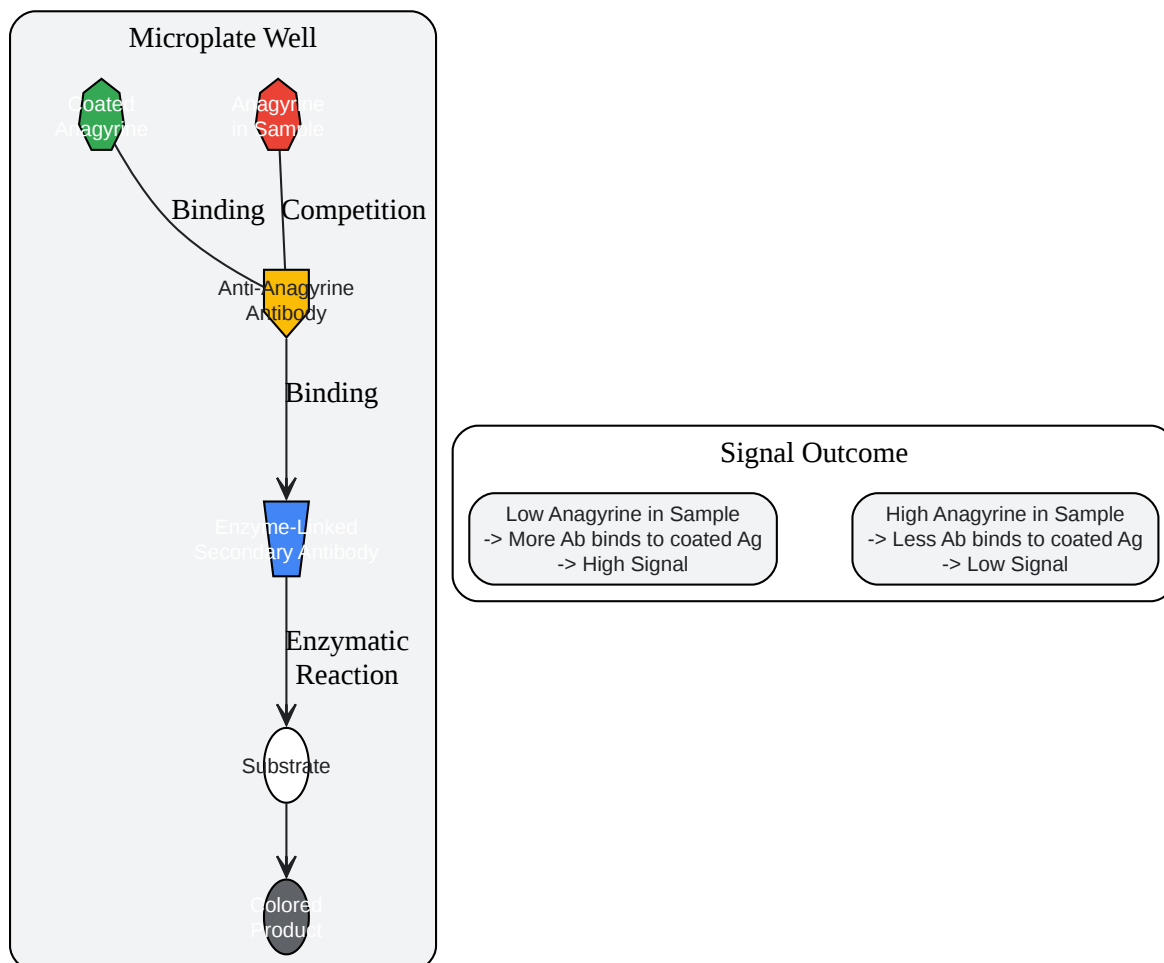 Microplate Well
Coated
Anagyrine
Anagyrine
in Sample
Binding
Competition
Anti-Anagyrine
Antibody
Binding
Enzyme-Linked
Secondary Antibody
Enzymatic
Reaction
Substrate
Colored
Product
Signal Outcome
Low Anagyrine in Sample
-> More Ab binds to coated Ag
-> High Signal
High Anagyrine in Sample
-> Less Ab binds to coated Ag
-> Low Signal